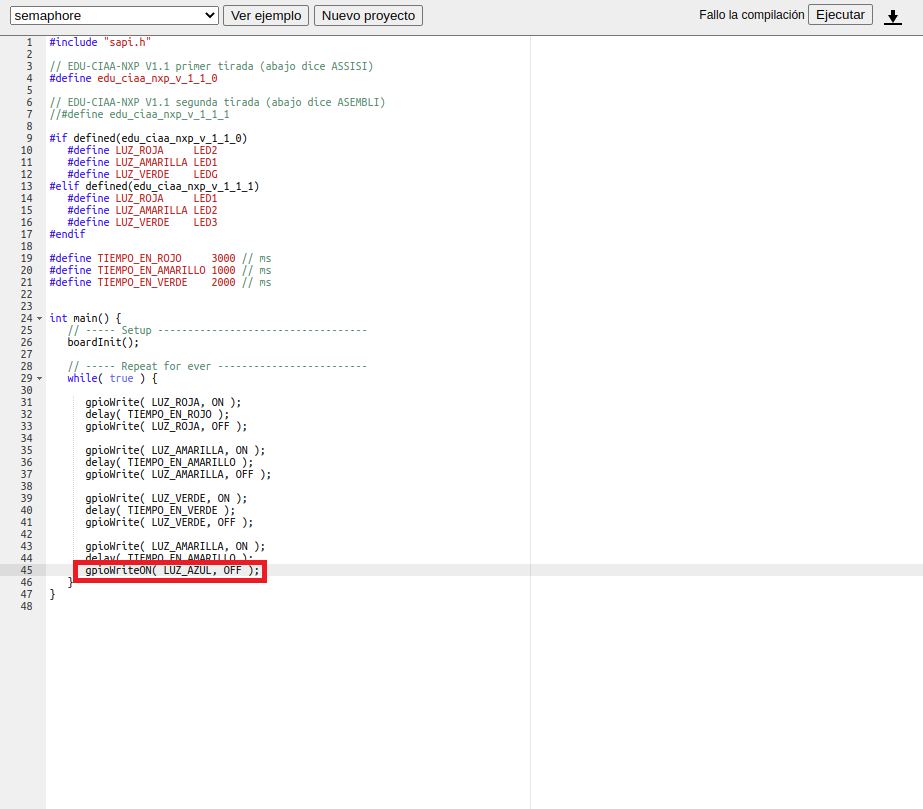 semaphore Ver ejemplo Nuevo proyecto Fallo la compilación Ejecutar
1 #include "sapi.h"
2
3 // EDU-CIAA-NXP V1.1 primer tirada (abajo dice ASSISI)
4 #define edu_ciaa_nxp_v_1_1_0
5
6 // EDU-CIAA-NXP V1.1 segunda tirada (abajo dice ASEMBLI)
7 //#define edu_ciaa_nxp_v_1_1_1
8
9 #if defined(edu_ciaa_nxp_v_1_1_0)
10 #define LUZ_ROJA LED2
11 #define LUZ_AMARILLA LED1
12 #define LUZ_VERDE LEDG
13 #elif defined(edu_ciaa_nxp_v_1_1_1)
14 #define LUZ_ROJA LED1
15 #define LUZ_AMARILLA LED2
16 #define LUZ_VERDE LED3
17 #endif
18
19 #define TIEMPO_EN_ROJO 3000 // ms
20 #define TIEMPO_EN_AMARILLO 1000 // ms
21 #define TIEMPO_EN_VERDE 2000 // ms
22
23
24 int main() {
25 // ----- Setup -----------------------------------
26 boardInit();
27
28 // ----- Repeat for ever -------------------------
29 while( true ) {
30
31 gpioWrite( LUZ_ROJA, ON );
32 delay( TIEMPO_EN_ROJO );
33 gpioWrite( LUZ_ROJA, OFF );
34
35 gpioWrite( LUZ_AMARILLA, ON );
36 delay( TIEMPO_EN_AMARILLO );
37 gpioWrite( LUZ_AMARILLA, OFF );
38
39 gpioWrite( LUZ_VERDE, ON );
40 delay( TIEMPO_EN_VERDE );
41 gpioWrite( LUZ_VERDE, OFF );
42
43 gpioWrite( LUZ_AMARILLA, ON );
44 delay( TIEMPO_EN_AMARILLO );
45 gpioWriteON( LUZ_AZUL, OFF );
46 }
47 }
48